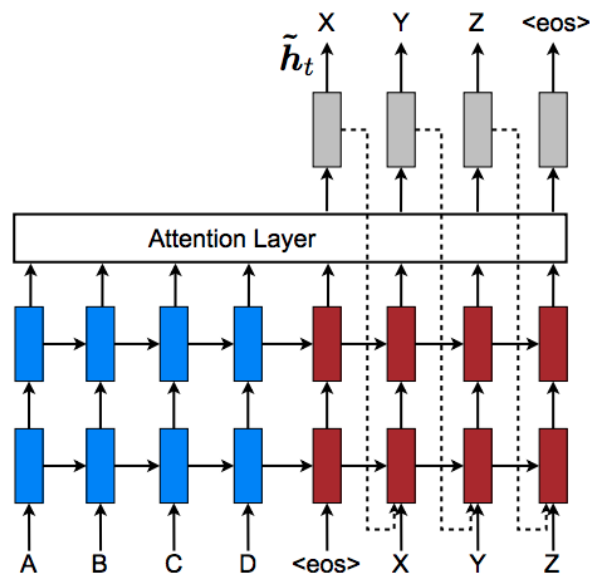 X Y Z <eos>
h̃t
Attention Layer
A B C D <eos> X Y Z